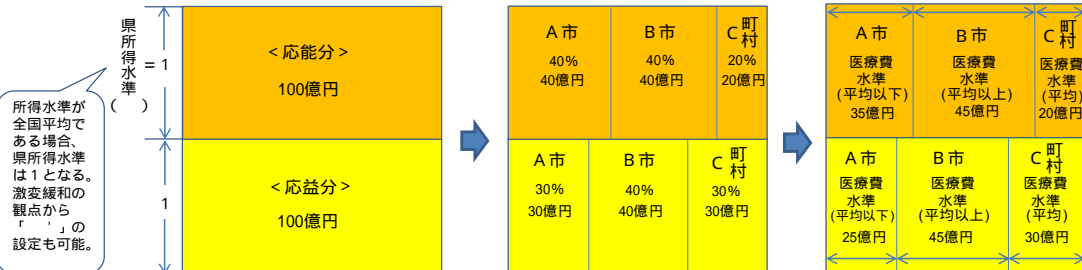 県所得水準
( )
= 1
1
所得水準が
全国平均で
ある場合、
県所得水準
は1となる。
激変緩和の
観点から
「 ' 」の
設定も可能。
<応能分>
100億円
<応益分>
100億円
A市
40%
40億円
B市
40%
40億円
C町村
20%
20億円
A市
30%
30億円
B市
40%
40億円
C町村
30%
30億円
A市
医療費
水準
(平均以下)
35億円
B市
医療費
水準
(平均以上)
45億円
C町村
医療費
水準
(平均)
20億円
A市
医療費
水準
(平均以下)
25億円
B市
医療費
水準
(平均以上)
45億円
C町村
医療費
水準
(平均)
30億円